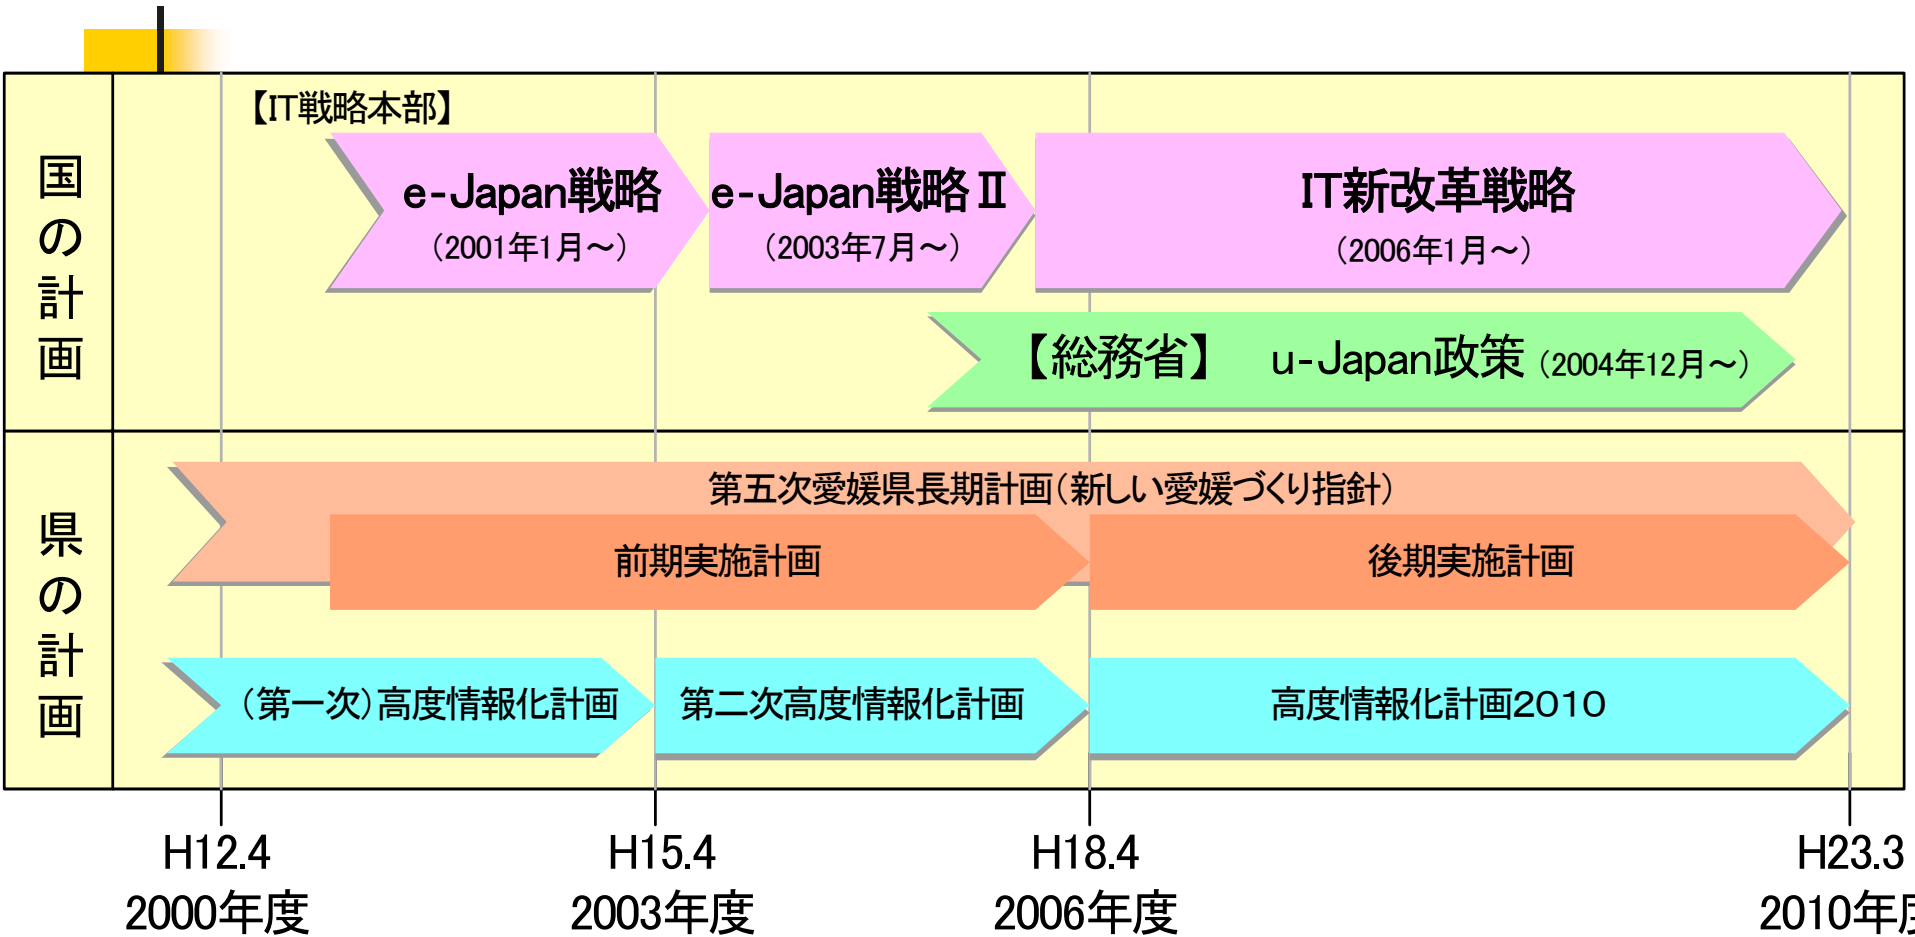 国の計画
【IT戦略本部】
e-Japan戦略
（2001年1月～）
e-Japan戦略Ⅱ
（2003年7月～）
IT新改革戦略
（2006年1月～）
【総務省】　u-Japan政策（2004年12月～）
県の計画
第五次愛媛県長期計画（新しい愛媛づくり指針）
前期実施計画
後期実施計画
（第一次）高度情報化計画
第二次高度情報化計画
高度情報化計画２０１０
H12.4
2000年度
H15.4
2003年度
H18.4
2006年度
H23.3
2010年度